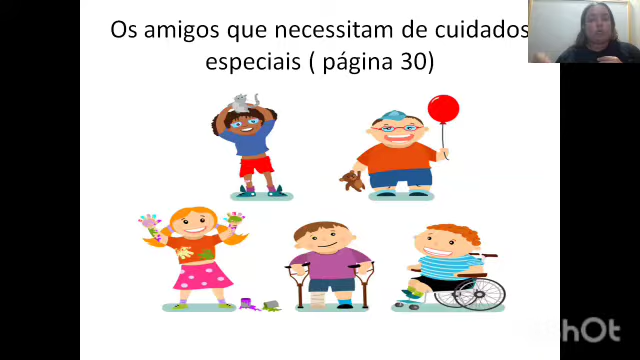 Os amigos que necessitam de cuidados
especiais ( página 30)